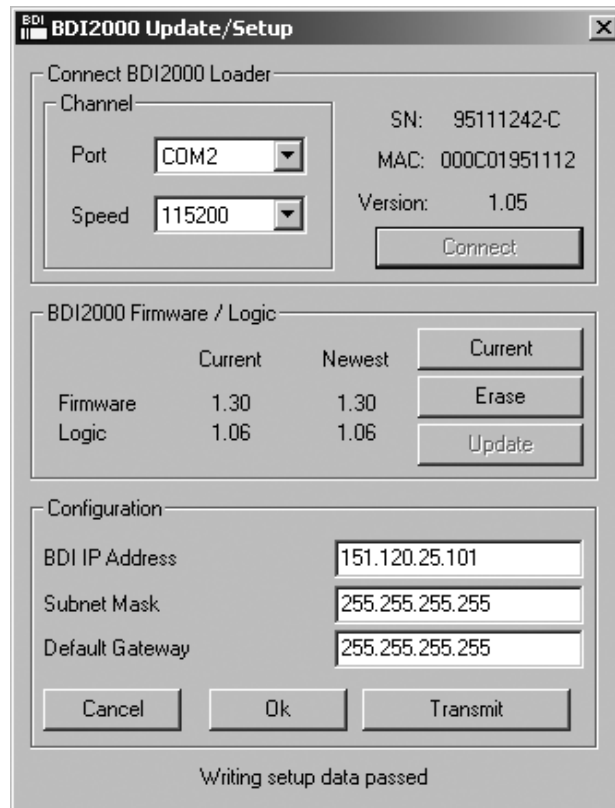 BDI
BDI2000 Update/Setup
Connect BDI2000 Loader
Channel
Port COM2
Speed 115200
SN: 95111242-C
MAC: 000C01951112
Version: 1.05
Connect
BDI2000 Firmware / Logic
Current Newest
Firmware 1.30 1.30
Logic 1.06 1.06
Current
Erase
Update
Configuration
BDI IP Address 151.120.25.101
Subnet Mask 255.255.255.255
Default Gateway 255.255.255.255
Cancel Ok Transmit
Writing setup data passed